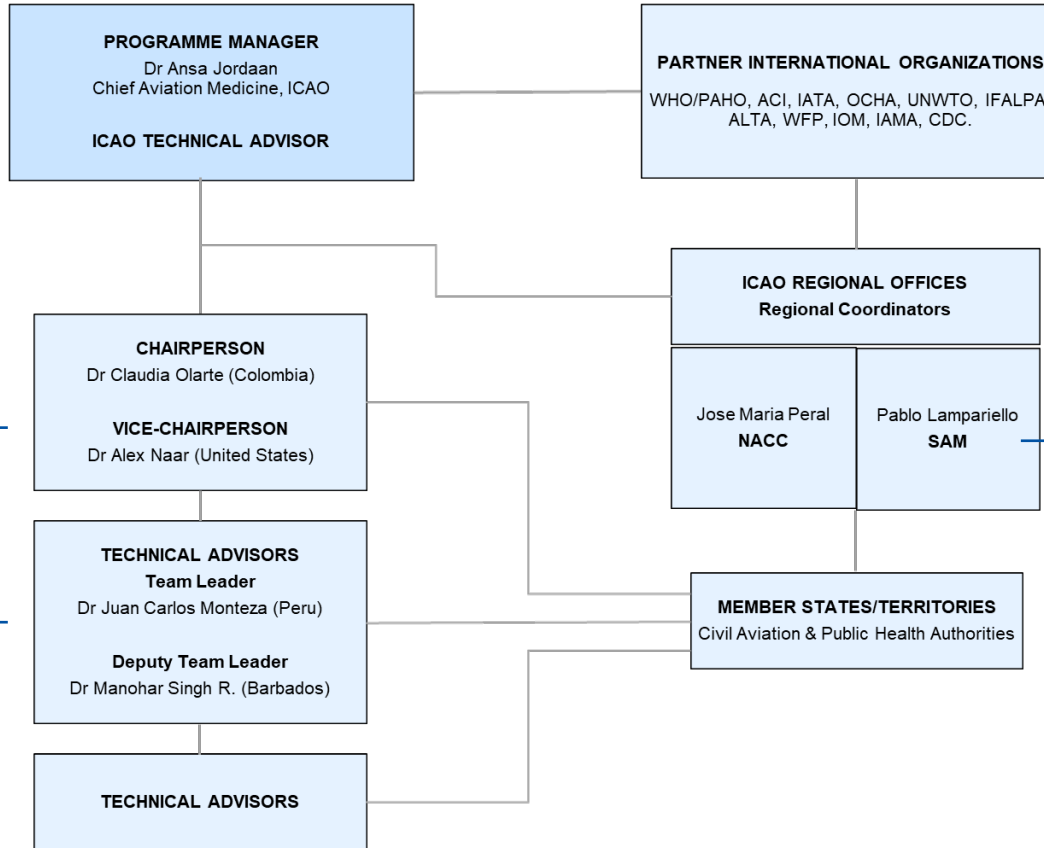 PROGRAMME MANAGER
Dr Ansa Jordaan
Chief Aviation Medicine, ICAO
ICAO TECHNICAL ADVISOR
PARTNER INTERNATIONAL ORGANIZATIONS
WHO/PAHO, ACI, IATA, OCHA, UNWTO, IFALPA
ALTA, WFP, IOM, IAMA, CDC.
ICAO REGIONAL OFFICES
Regional Coordinators
CHAIRPERSON
Dr Claudia Olarte (Colombia)
VICE-CHAIRPERSON
Dr Alex Naar (United States)
Jose Maria Peral
NACC
Pablo Lampariello
SAM
TECHNICAL ADVISORS
Team Leader
Dr Juan Carlos Monteza (Peru)
Deputy Team Leader
Dr Manohar Singh R. (Barbados)
MEMBER STATES/TERRITORIES
Civil Aviation & Public Health Authorities
TECHNICAL ADVISORS